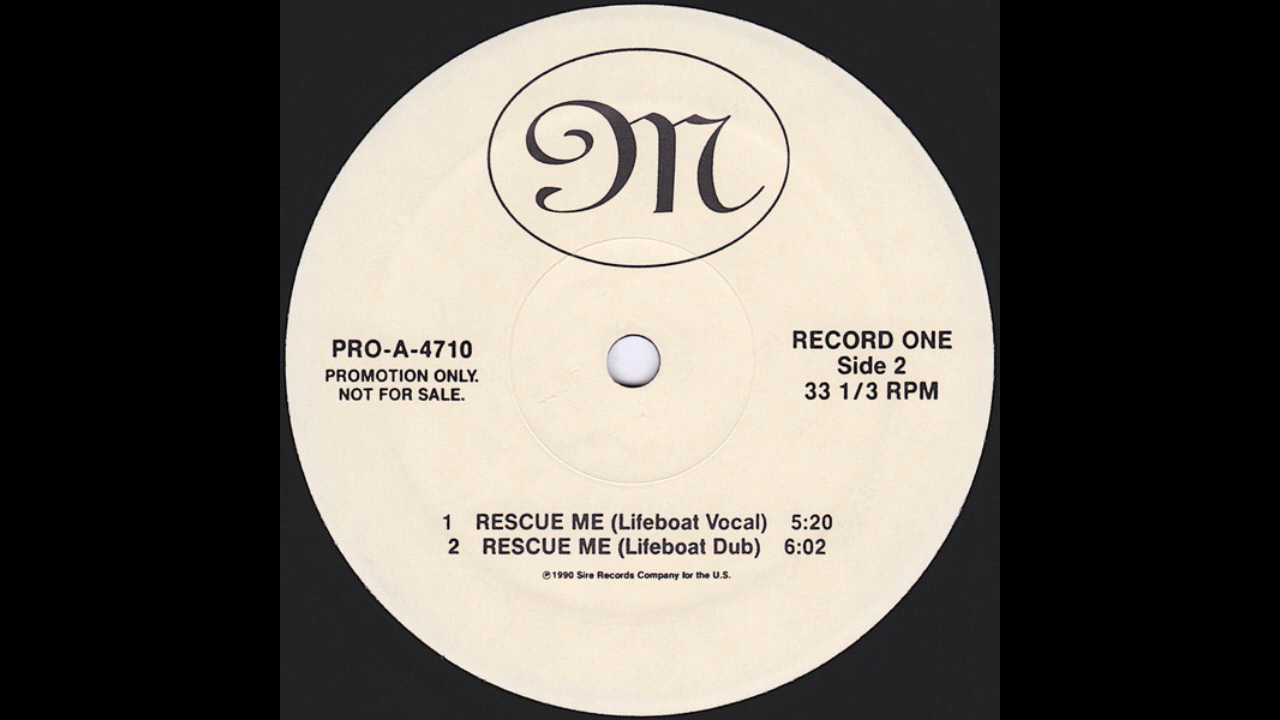 M
PRO-A-4710
PROMOTION ONLY.
NOT FOR SALE.
RECORD ONE
Side 2
33 1/3 RPM
1 RESCUE ME (Lifeboat Vocal) 5:20
2 RESCUE ME (Lifeboat Dub) 6:02
℗1990 Sire Records Company for the U.S.